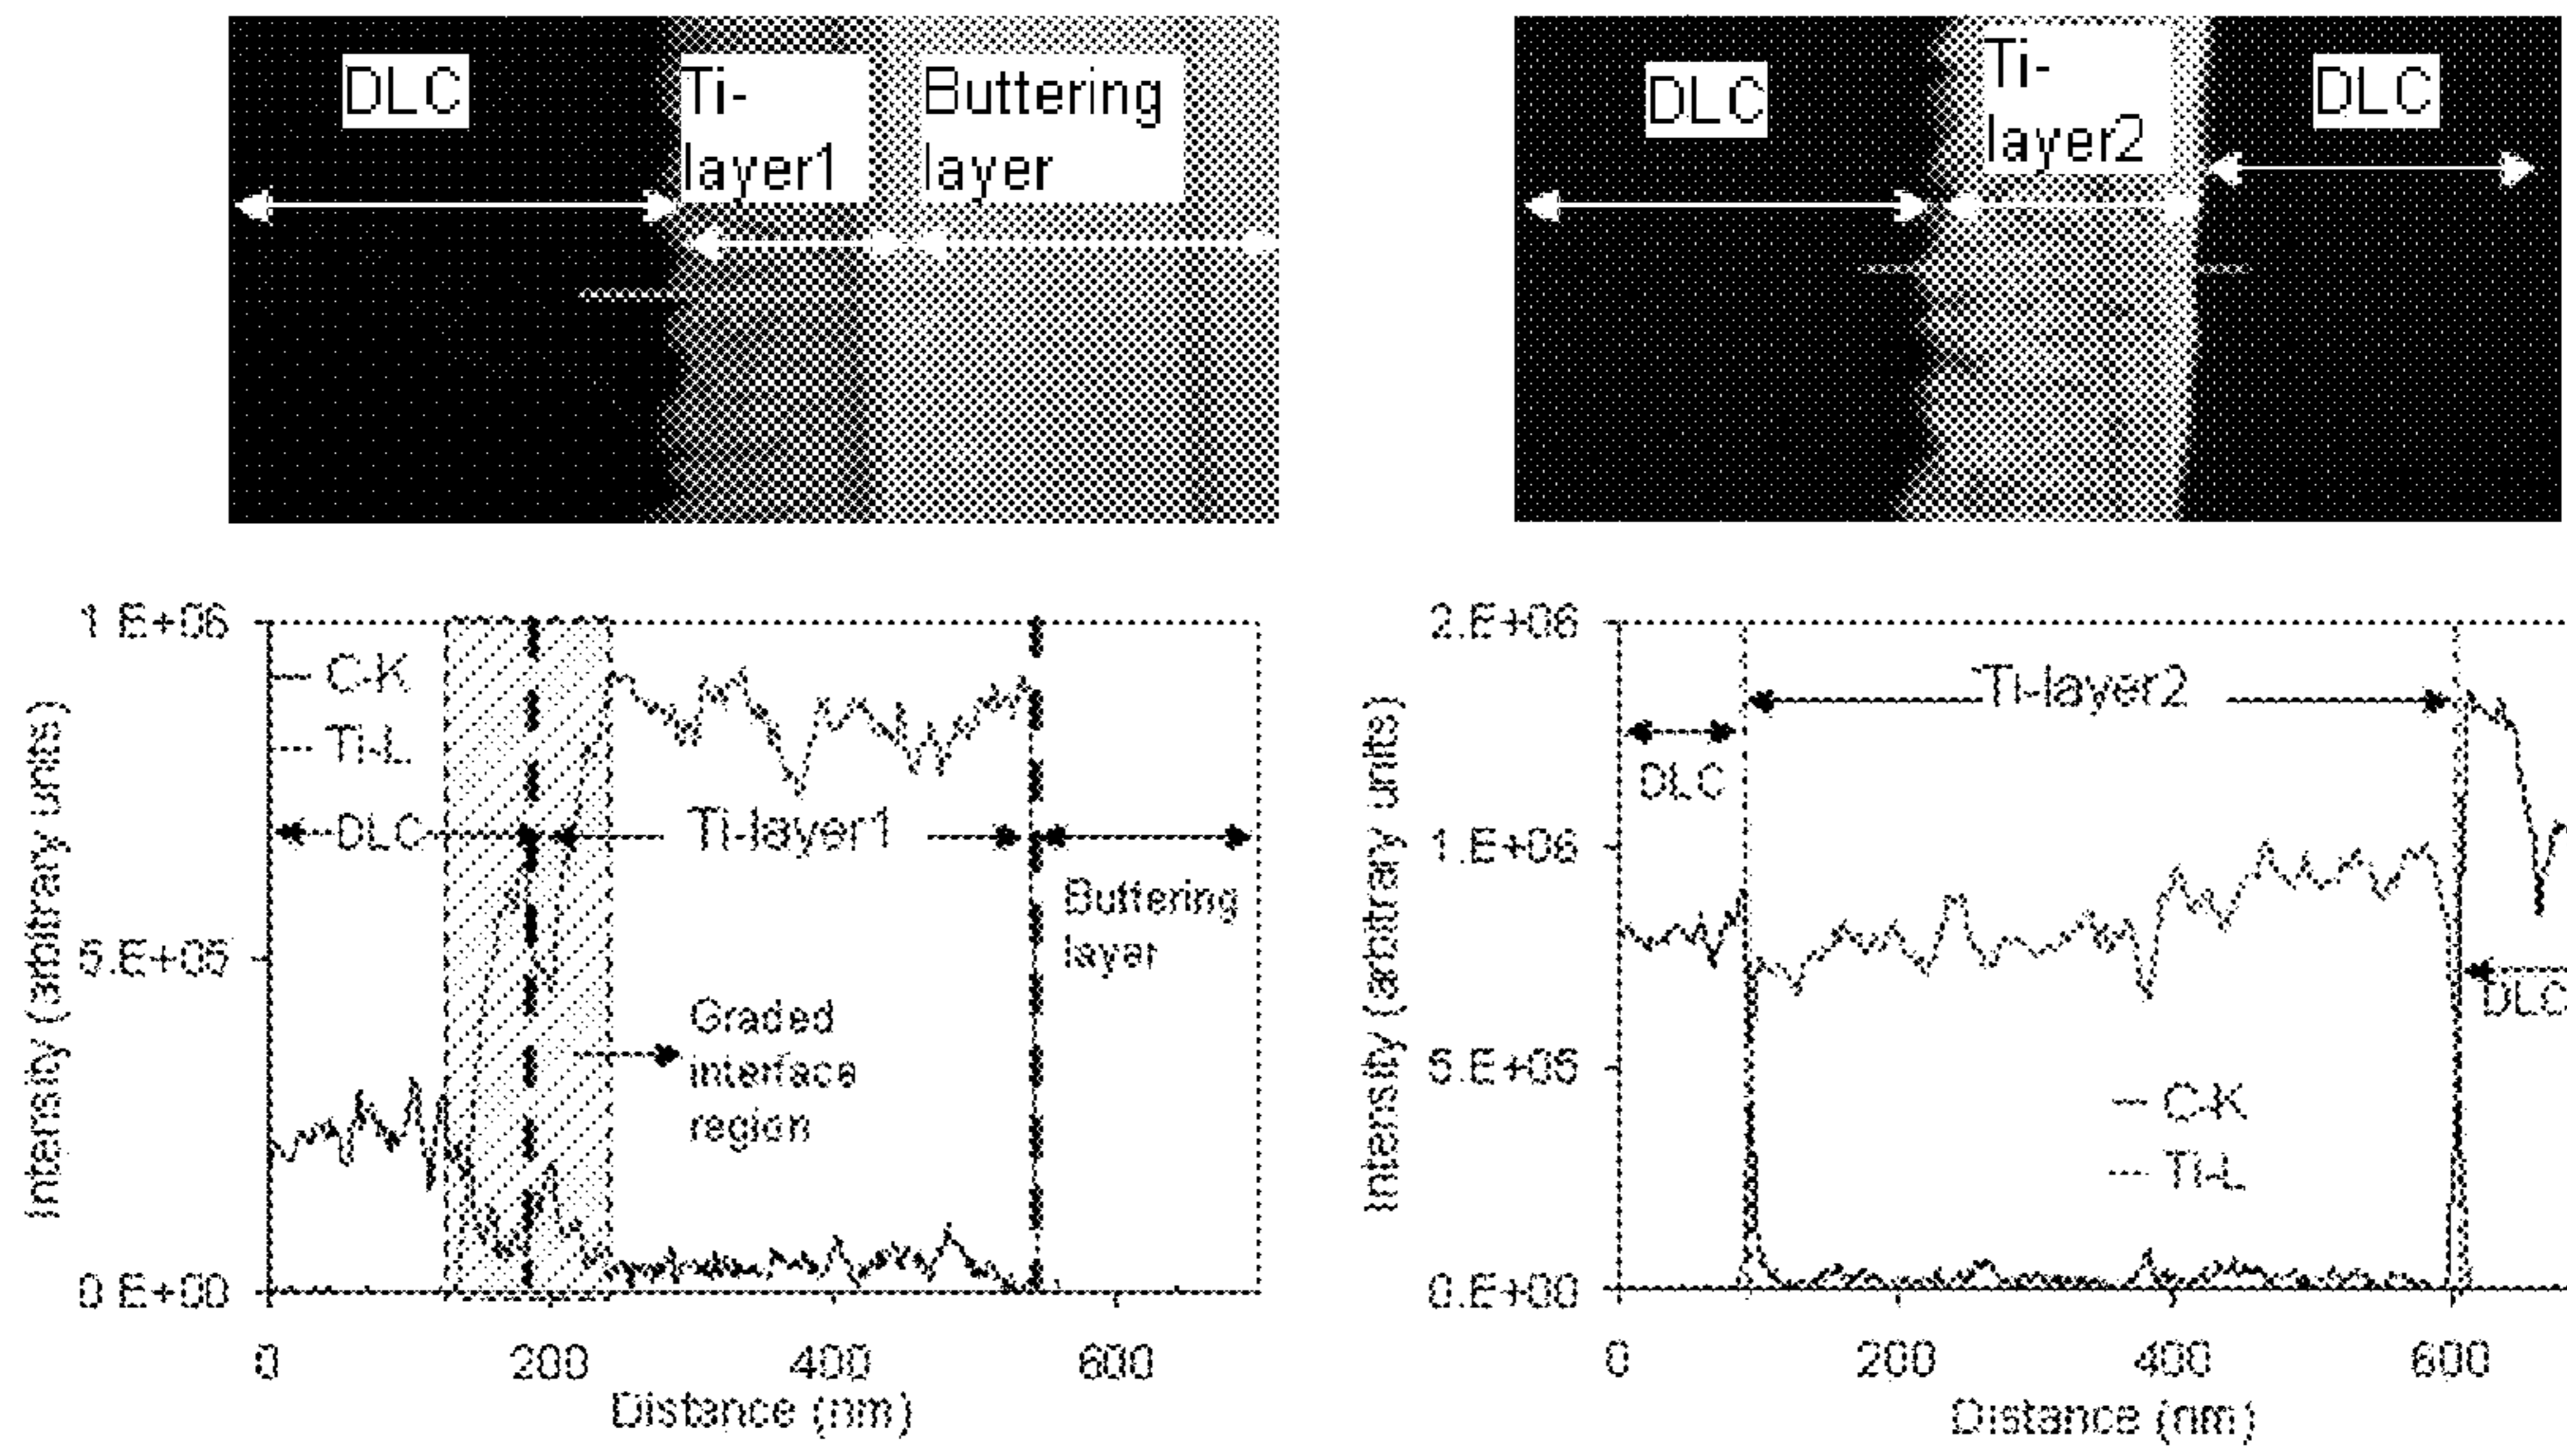 DLC
Ti-
layer1
Buttering
layer
DLC
Ti-
layer2
DLC
1 E+06
5.E+05
0 E+00
Intensity (arbitrary units)
C-K
Ti-L
DLC
Ti-layer1
Buttering
layer
Graded
interface
region
0
200
400
600
Distance (nm)
2.E+06
1.E+06
5.E+05
0.E+00
Intensity (arbitrary units)
Ti-layer2
DLC
DLC
C-K
Ti-L
0
200
400
600
Distance (nm)